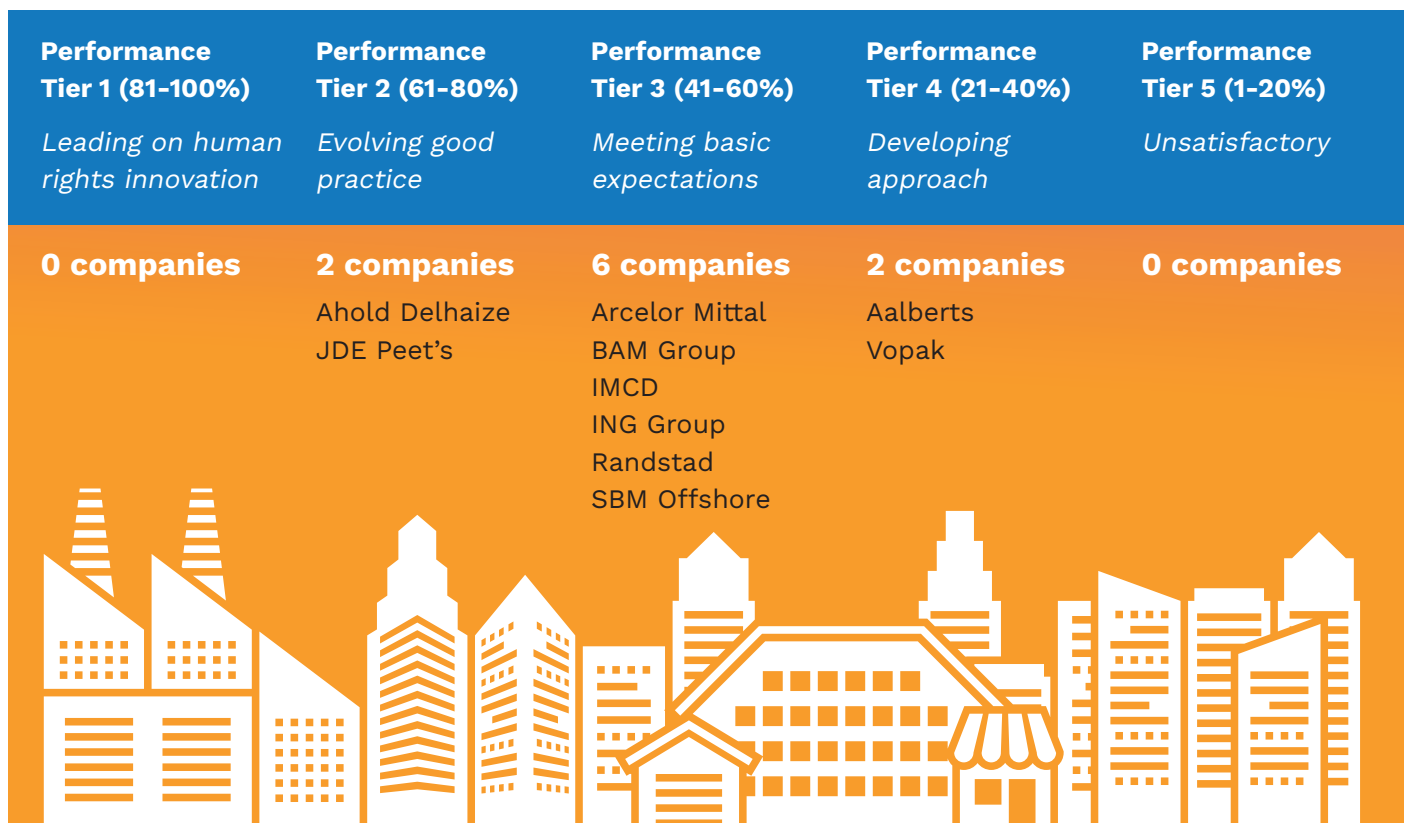 Performance
Tier 1 (81-100%)
Leading on human
rights innovation
0 companies
Performance
Tier 2 (61-80%)
Evolving good
practice
2 companies
Ahold Delhaize
JDE Peet’s
Performance
Tier 3 (41-60%)
Meeting basic
expectations
6 companies
Arcelor Mittal
BAM Group
IMCD
ING Group
Randstad
SBM Offshore
Performance
Tier 4 (21-40%)
Developing
approach
2 companies
Aalberts
Vopak
Performance
Tier 5 (1-20%)
Unsatisfactory
0 companies